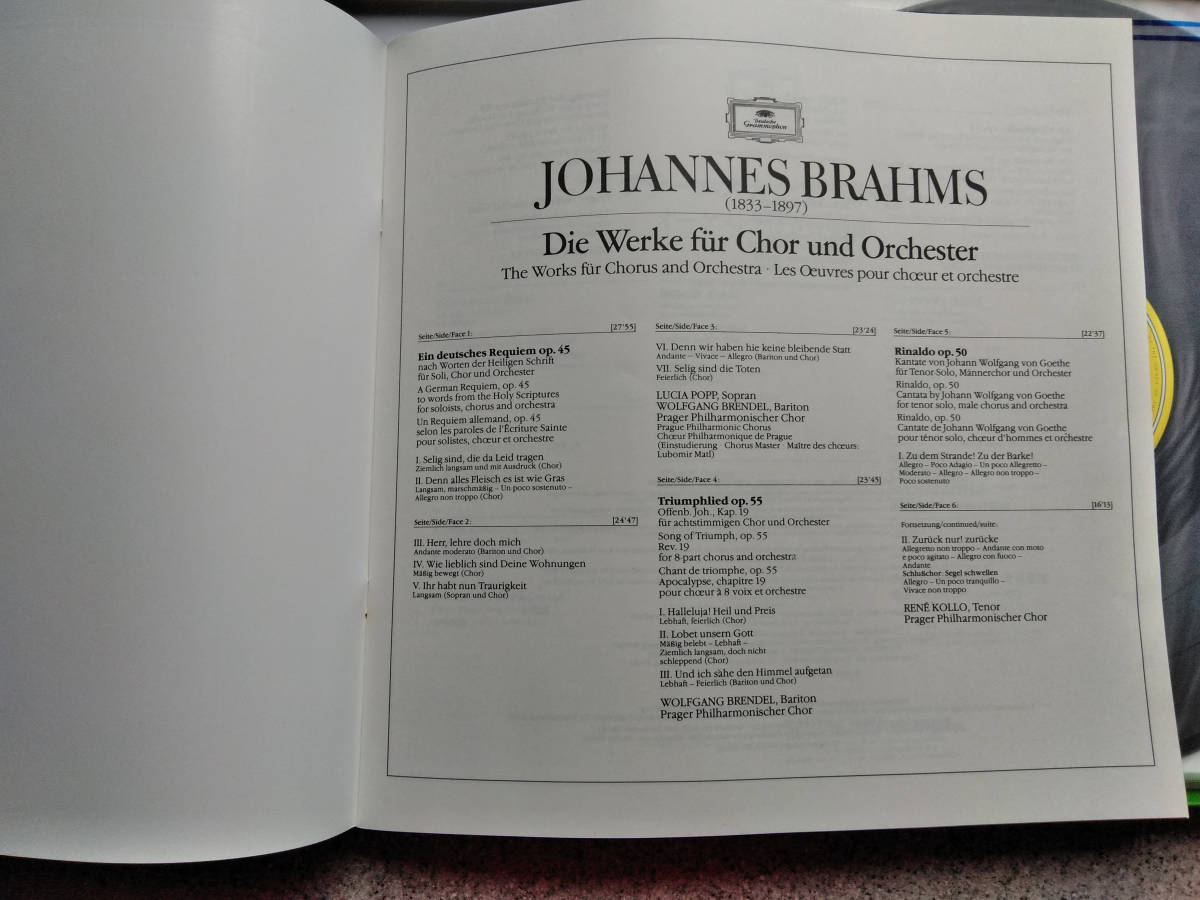 Deutsche
Grammophon
JOHANNES BRAHMS
(1833–1897)
Die Werke für Chor und Orchester
The Works für Chorus and Orchestra · Les Œuvres pour chœur et orchestre
Seite/Side/Face 1: [27'55]
Ein deutsches Requiem op. 45
nach Worten der Heiligen Schrift
für Soli, Chor und Orchester
A German Requiem, op. 45
to words from the Holy Scriptures
for soloists, chorus and orchestra
Un Requiem allemand, op. 45
selon les paroles de l'Écriture Sainte
pour solistes, chœur et orchestre
I. Selig sind, die da Leid tragen
Ziemlich langsam und mit Ausdruck (Chor)
II. Denn alles Fleisch es ist wie Gras
Langsam, marschmäßig – Un poco sostenuto –
Allegro non troppo (Chor)
Seite/Side/Face 2: [24'47]
III. Herr, lehre doch mich
Andante moderato (Bariton und Chor)
IV. Wie lieblich sind Deine Wohnungen
Mäßig bewegt (Chor)
V. Ihr habt nun Traurigkeit
Langsam (Sopran und Chor)
Seite/Side/Face 3: [23'24]
VI. Denn wir haben hie keine bleibende Statt
Andante – Vivace – Allegro (Bariton und Chor)
VII. Selig sind die Toten
Feierlich (Chor)
LUCIA POPP, Sopran
WOLFGANG BRENDEL, Bariton
Prager Philharmonischer Chor
Prague Philharmonic Chorus
Chœur Philharmonique de Prague
(Einstudierung · Chorus Master · Maître des chœurs:
Lubomír Mátl)
Seite/Side/Face 4: [23'45]
Triumphlied op. 55
Offenb. Joh., Kap. 19
für achtstimmigen Chor und Orchester
Song of Triumph, op. 55
Rev. 19
for 8-part chorus and orchestra
Chant de triomphe, op. 55
Apocalypse, chapitre 19
pour chœur à 8 voix et orchestre
I. Halleluja! Heil und Preis
Lebhaft, feierlich (Chor)
II. Lobet unsern Gott
Mäßig belebt – Lebhaft –
Ziemlich langsam, doch nicht
schleppend (Chor)
III. Und ich sahe den Himmel aufgetan
Lebhaft – Feierlich (Bariton und Chor)
WOLFGANG BRENDEL, Bariton
Prager Philharmonischer Chor
Seite/Side/Face 5: [22'37]
Rinaldo op. 50
Kantate von Johann Wolfgang von Goethe
für Tenor-Solo, Männerchor und Orchester
Rinaldo, op. 50
Cantata by Johann Wolfgang von Goethe
for tenor solo, male chorus and orchestra
Rinaldo, op. 50
Cantate de Johann Wolfgang von Goethe
pour ténor solo, chœur d'hommes et orchestre
I. Zu dem Strande! Zu der Barke!
Allegro – Poco Adagio – Un poco Allegretto –
Moderato – Allegro – Allegro non troppo –
Poco sostenuto
Seite/Side/Face 6: [16'13]
Fortsetzung/continued/suite:
II. Zurück nur! zurücke
Allegretto non troppo – Andante con moto
e poco agitato – Allegro con fuoco –
Andante
Schlußchor: Segel schwellen
Allegro – Un poco tranquillo –
Vivace non troppo
RENÉ KOLLO, Tenor
Prager Philharmonischer Chor